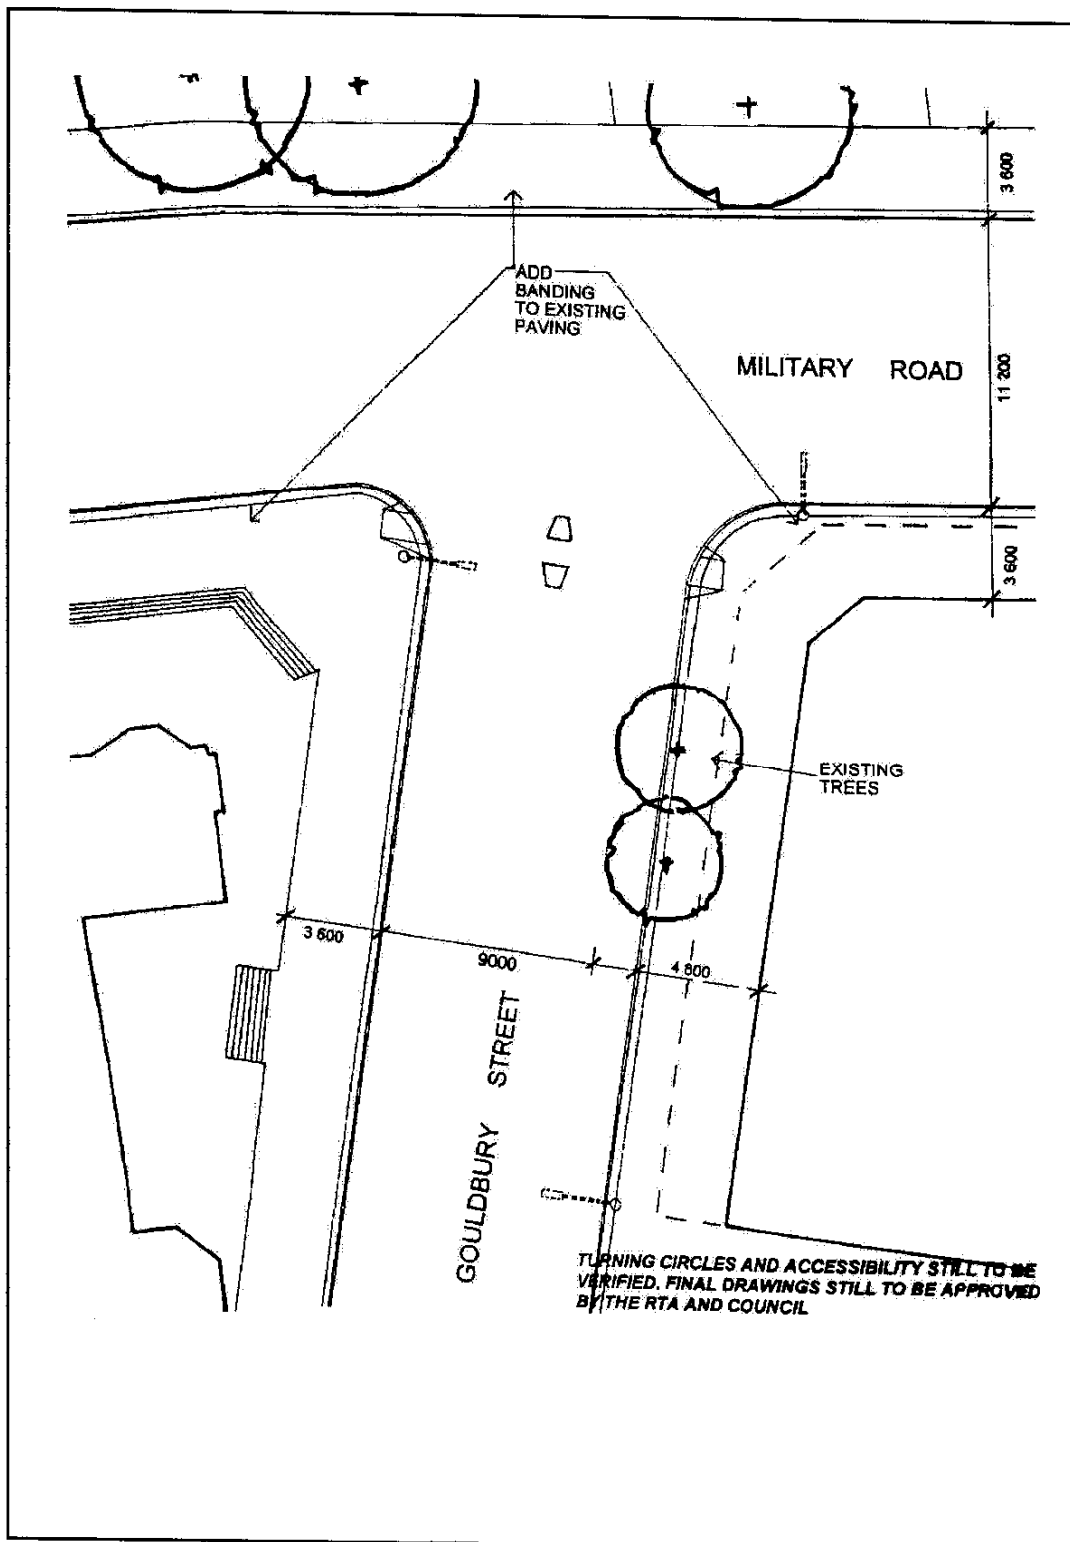 3 600
ADD
BANDING
TO EXISTING
PAVING
MILITARY ROAD
11 200
3 600
EXISTING
TREES
3 600
9000
4 800
GOULDBURY STREET
TURNING CIRCLES AND ACCESSIBILITY STILL TO BE
VERIFIED. FINAL DRAWINGS STILL TO BE APPROVED
BY THE RTA AND COUNCIL